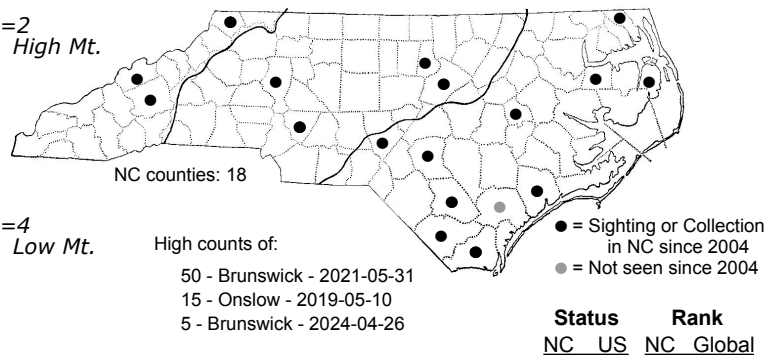 =2
High Mt.
NC counties: 18
=4
Low Mt.
High counts of:
50 - Brunswick - 2021-05-31
15 - Onslow - 2019-05-10
5 - Brunswick - 2024-04-26
● = Sighting or Collection
in NC since 2004
● = Not seen since 2004
Status Rank
NC US NC Global